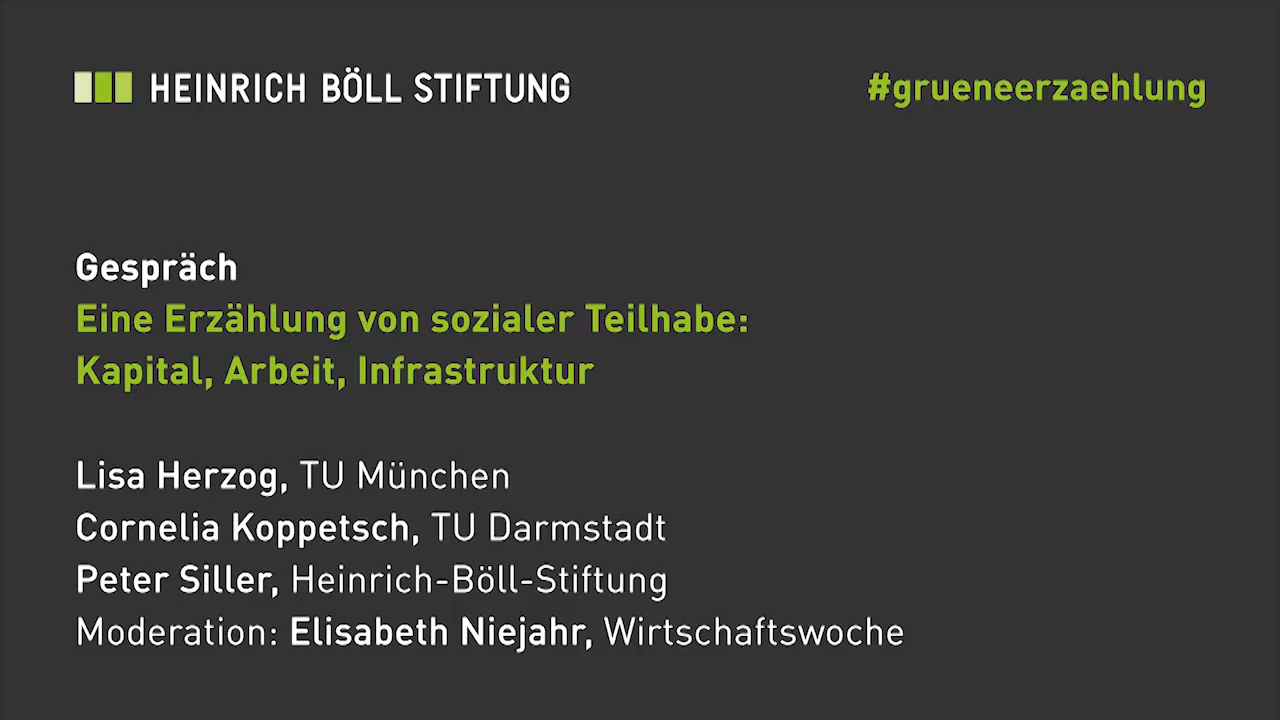 HEINRICH BÖLL STIFTUNG
#grueneerzaehlung
Gespräch
Eine Erzählung von sozialer Teilhabe:
Kapital, Arbeit, Infrastruktur
Lisa Herzog, TU München
Cornelia Koppetsch, TU Darmstadt
Peter Siller, Heinrich-Böll-Stiftung
Moderation: Elisabeth Niejahr, Wirtschaftswoche